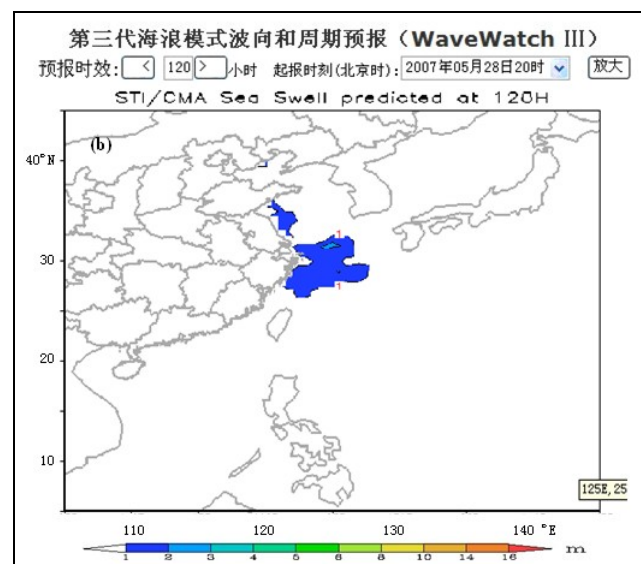 第三代海浪模式波向和周期预报（WaveWatch III）
预报时效: < 120 > 小时 起报时刻(北京时): 2007年05月28日20时 放大
STI/CMA Sea Swell predicted at 120H
(b)
40°N
1
30
1
20
10
125E, 25
110 120 130 140 °E
1 2 3 4 5 6 8 10 14 16 m